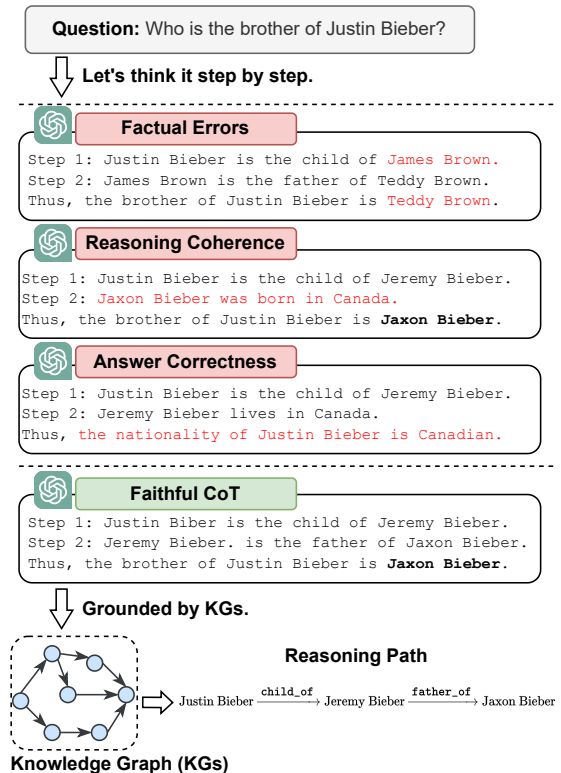 Question: Who is the brother of Justin Bieber?
Let's think it step by step.
Factual Errors
Step 1: Justin Bieber is the child of James Brown.
Step 2: James Brown is the father of Teddy Brown.
Thus, the brother of Justin Bieber is Teddy Brown.
Reasoning Coherence
Step 1: Justin Bieber is the child of Jeremy Bieber.
Step 2: Jaxon Bieber was born in Canada.
Thus, the brother of Justin Bieber is Jaxon Bieber.
Answer Correctness
Step 1: Justin Bieber is the child of Jeremy Bieber.
Step 2: Jeremy Bieber lives in Canada.
Thus, the nationality of Justin Bieber is Canadian.
Faithful CoT
Step 1: Justin Biber is the child of Jeremy Bieber.
Step 2: Jeremy Bieber. is the father of Jaxon Bieber.
Thus, the brother of Justin Bieber is Jaxon Bieber.
Grounded by KGs.
Reasoning Path
Justin Bieber child_of Jeremy Bieber father_of Jaxon Bieber
Knowledge Graph (KGs)